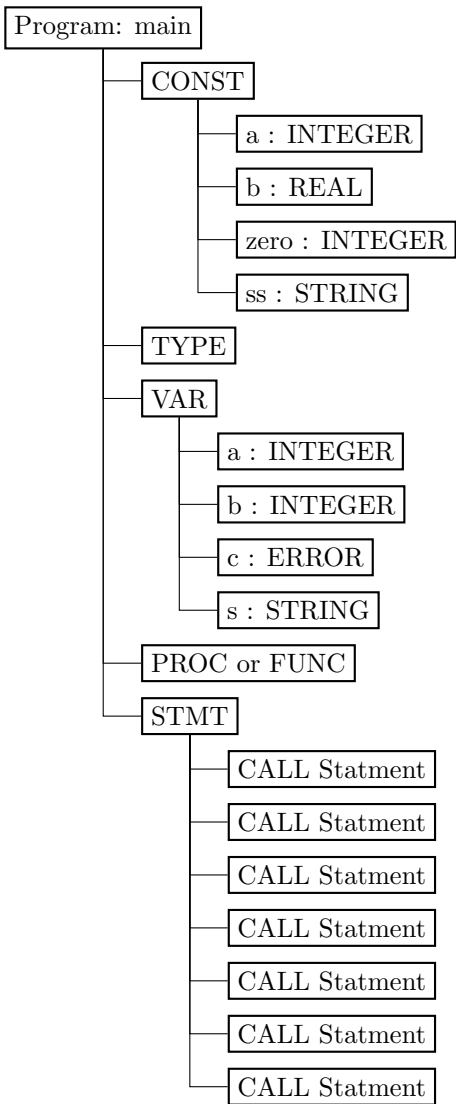 Program: main
CONST
a : INTEGER
b : REAL
zero : INTEGER
ss : STRING
TYPE
VAR
a : INTEGER
b : INTEGER
c : ERROR
s : STRING
PROC or FUNC
STMT
CALL Statment
CALL Statment
CALL Statment
CALL Statment
CALL Statment
CALL Statment
CALL Statment